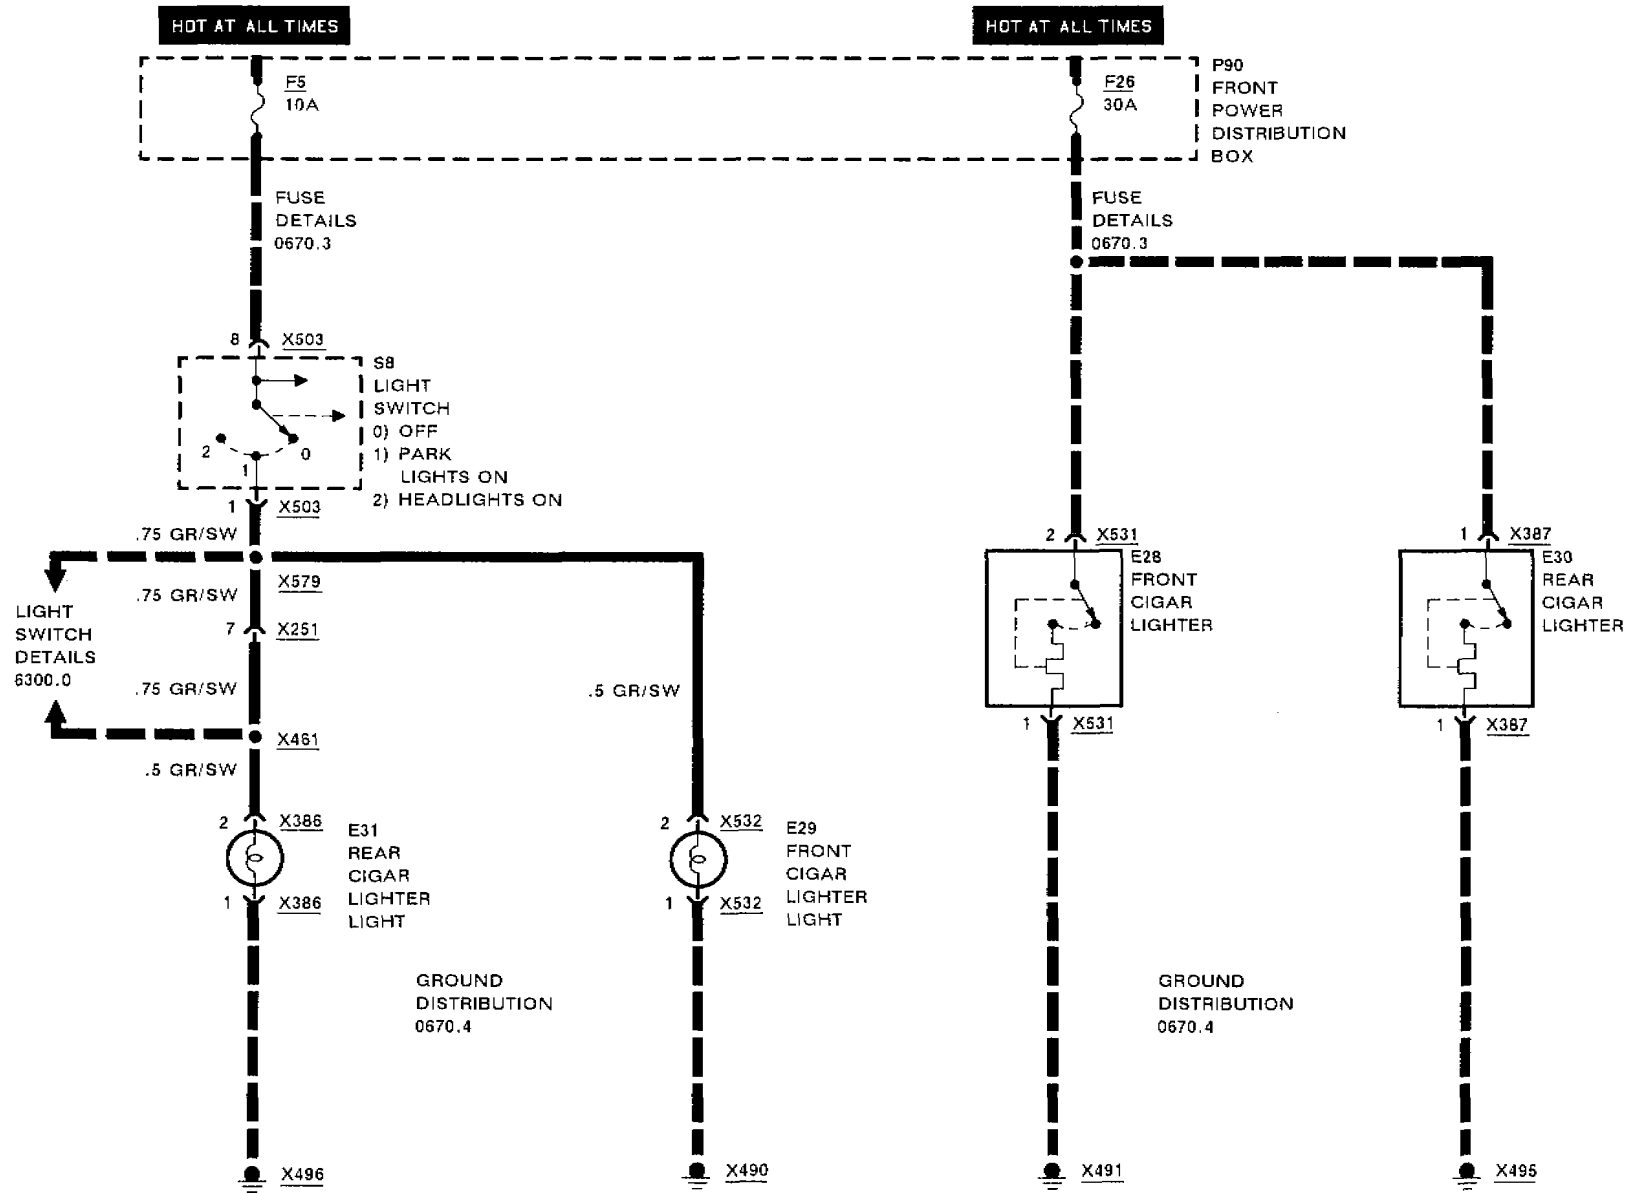 HOT AT ALL TIMES
HOT AT ALL TIMES
F5
10A
F26
30A
P90
FRONT
POWER
DISTRIBUTION
BOX
FUSE
DETAILS
0670.3
FUSE
DETAILS
0670.3
8 X503
S8
LIGHT
SWITCH
0) OFF
1) PARK
LIGHTS ON
2) HEADLIGHTS ON
2
1
0
1 X503
.75 GR/SW
X579
.75 GR/SW
7 X251
LIGHT
SWITCH
DETAILS
6300.0
.75 GR/SW
.5 GR/SW
X461
.5 GR/SW
2 X531
E28
FRONT
CIGAR
LIGHTER
1 X531
1 X387
E30
REAR
CIGAR
LIGHTER
1 X387
2 X386
E31
REAR
CIGAR
LIGHTER
LIGHT
1 X386
2 X532
E29
FRONT
CIGAR
LIGHTER
LIGHT
1 X532
GROUND
DISTRIBUTION
0670.4
GROUND
DISTRIBUTION
0670.4
X496
X490
X491
X495